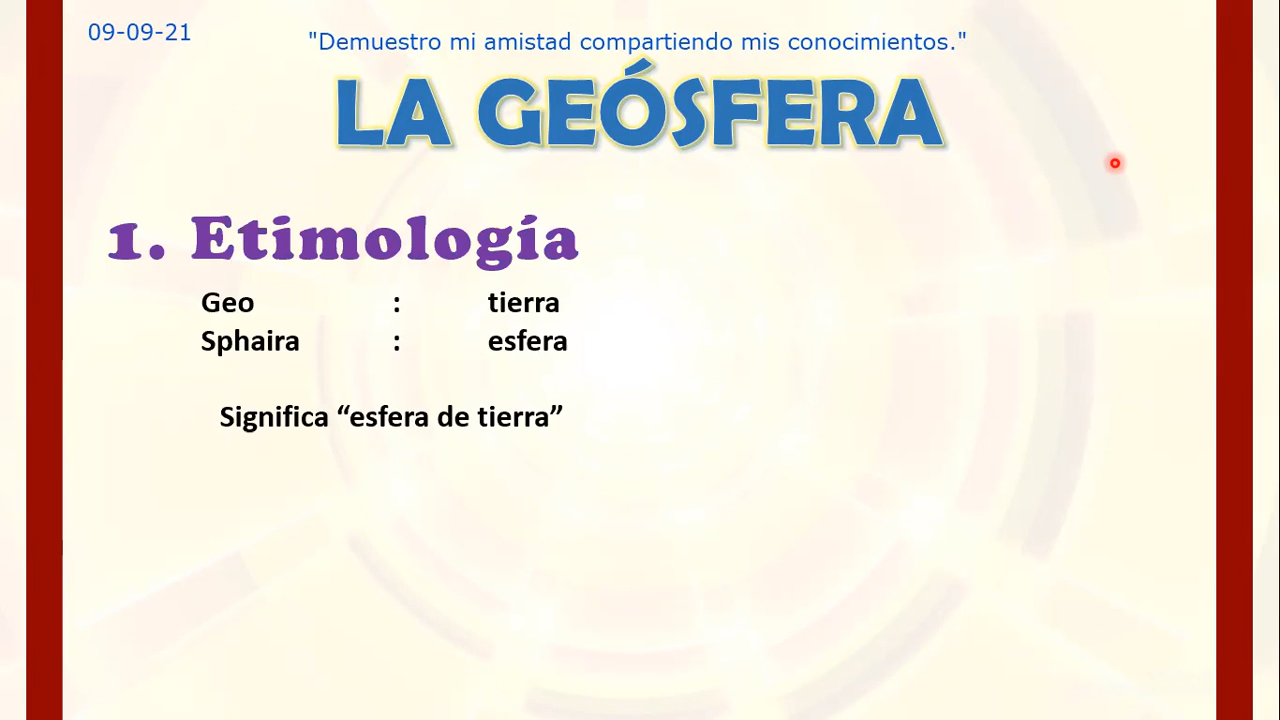 09-09-21
"Demuestro mi amistad compartiendo mis conocimientos."
LA GEÓSFERA
1. Etimología
Geo : tierra
Sphaira : esfera
Significa “esfera de tierra”